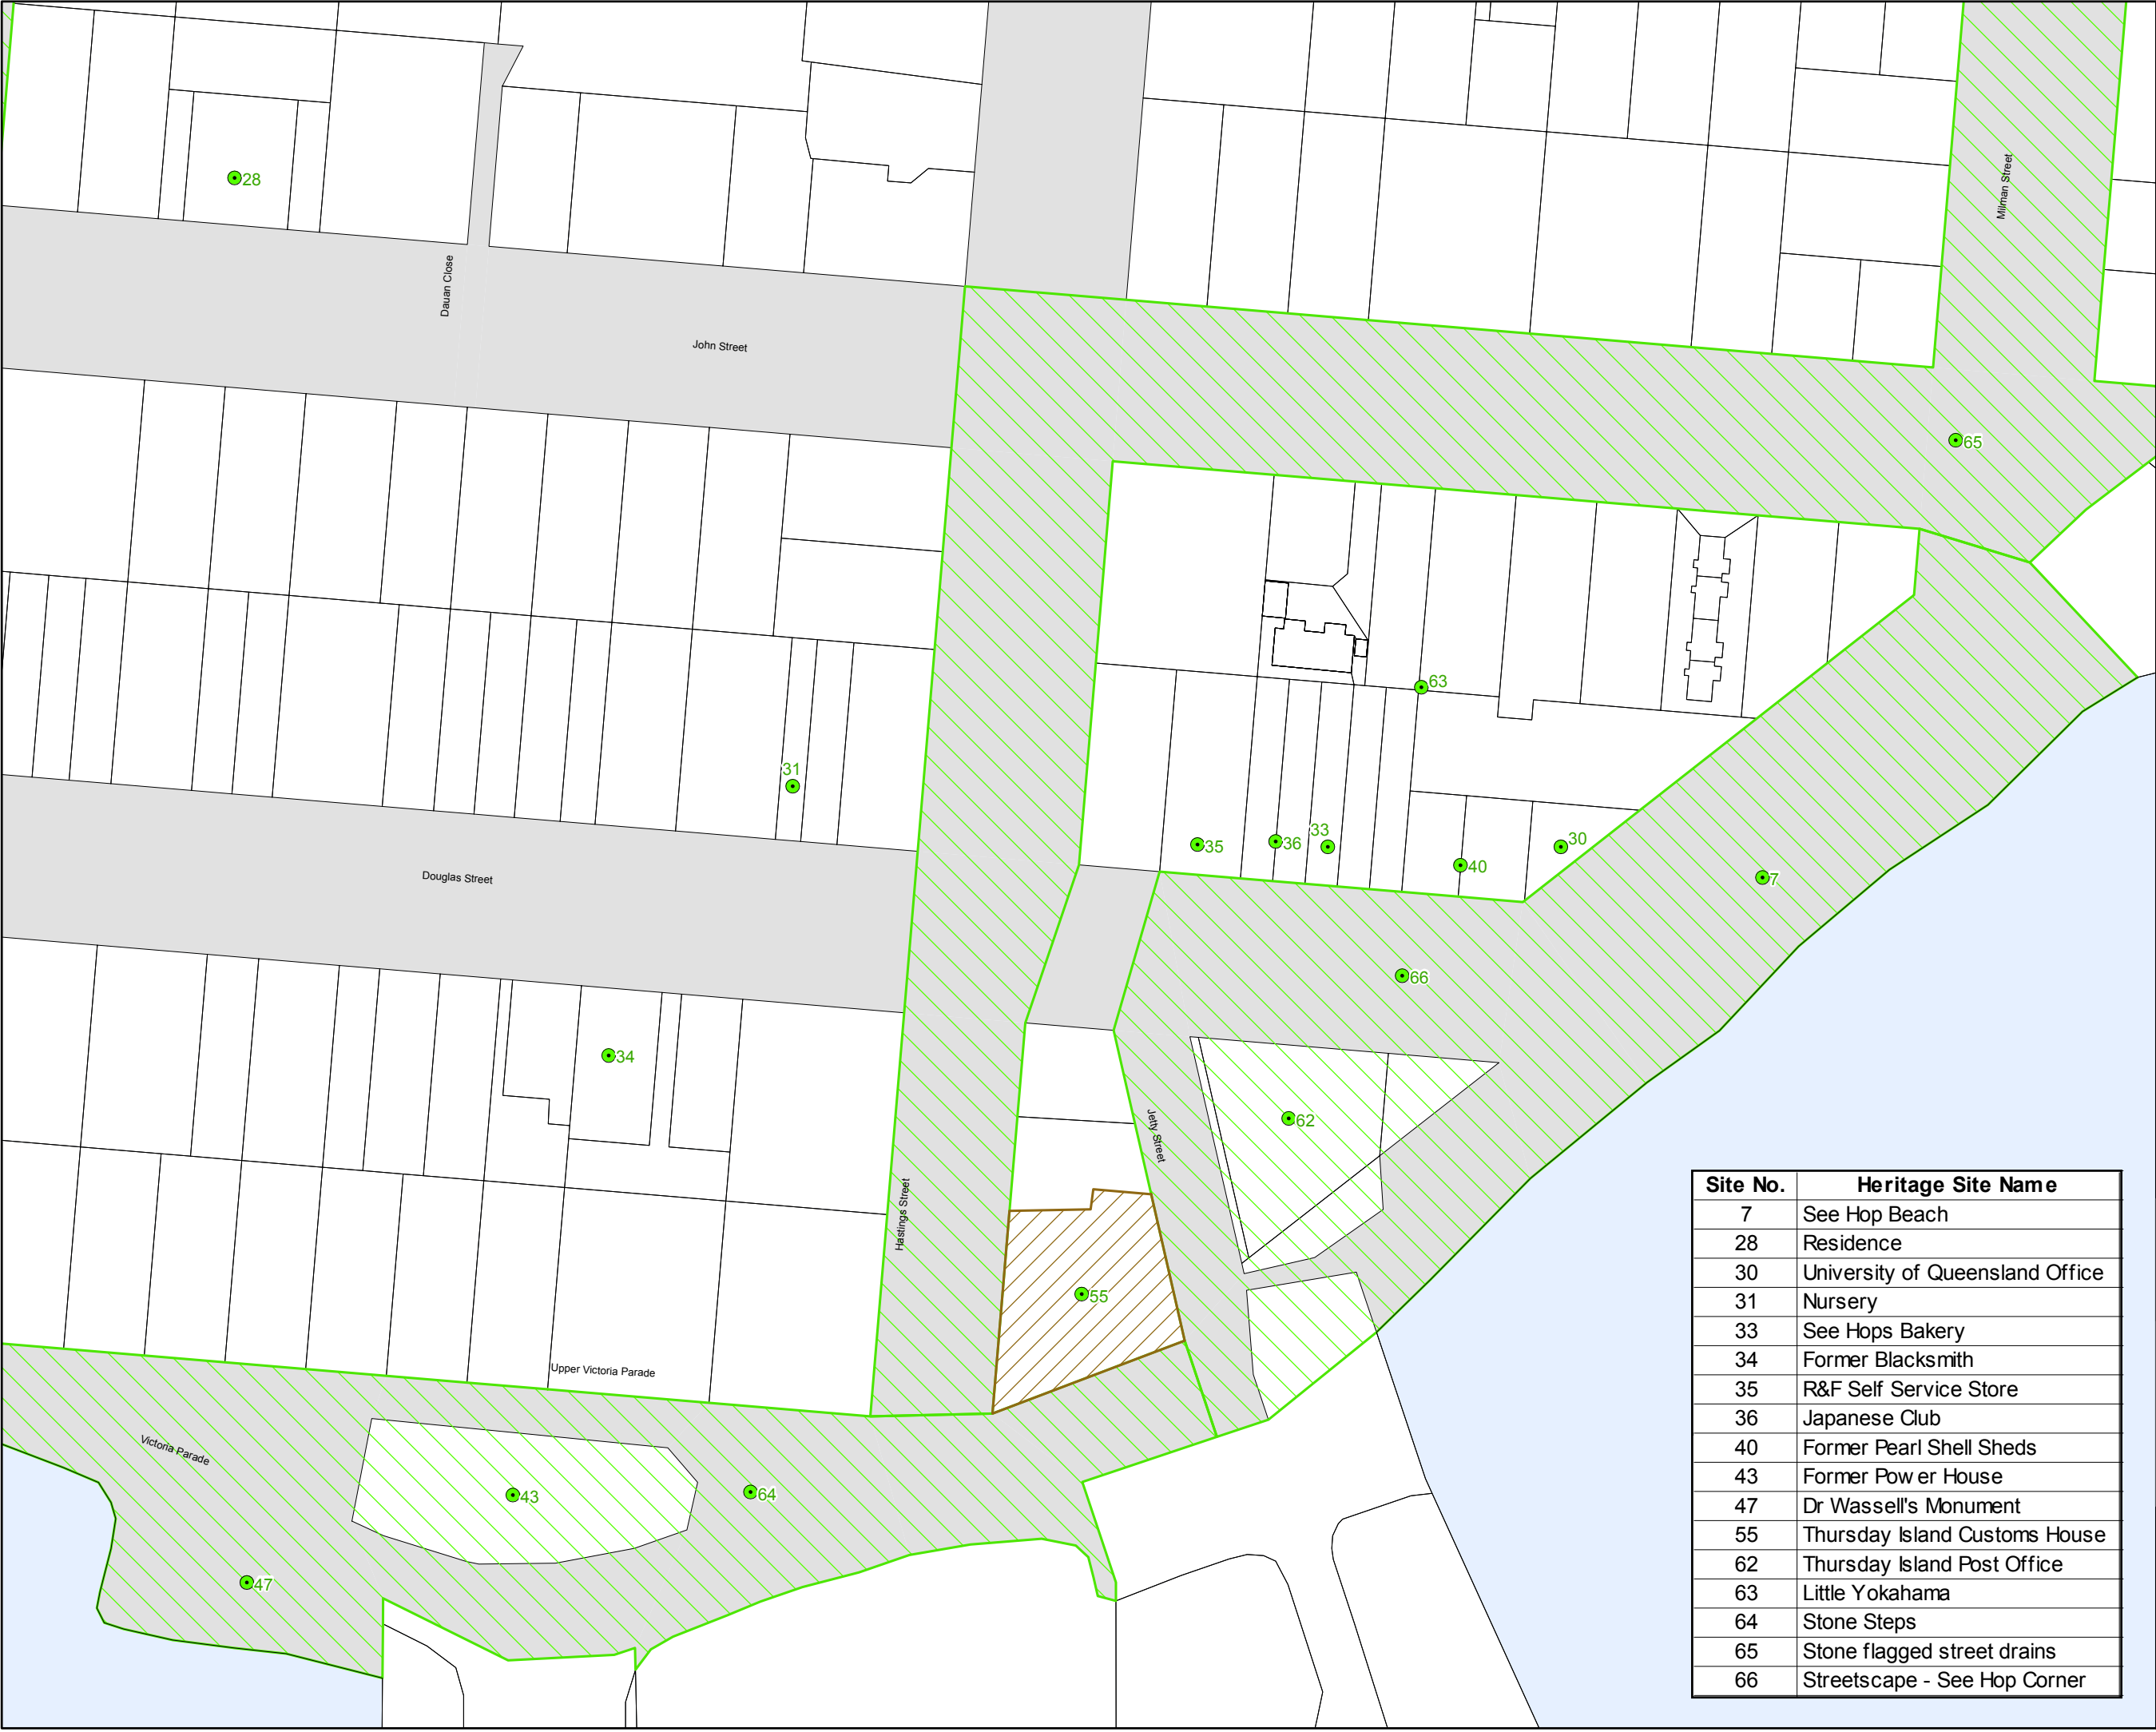 28
Milman Street
Dauan Close
John Street
65
63
31
35
36
33
30
40
7
Douglas Street
66
34
62
Jetty Street
Hastings Street
55
Upper Victoria Parade
Victoria Parade
43
64
47
Site No. Heritage Site Name
7 See Hop Beach
28 Residence
30 University of Queensland Office
31 Nursery
33 See Hops Bakery
34 Former Blacksmith
35 R&F Self Service Store
36 Japanese Club
40 Former Pearl Shell Sheds
43 Former Power House
47 Dr Wassell's Monument
55 Thursday Island Customs House
62 Thursday Island Post Office
63 Little Yokahama
64 Stone Steps
65 Stone flagged street drains
66 Streetscape - See Hop Corner